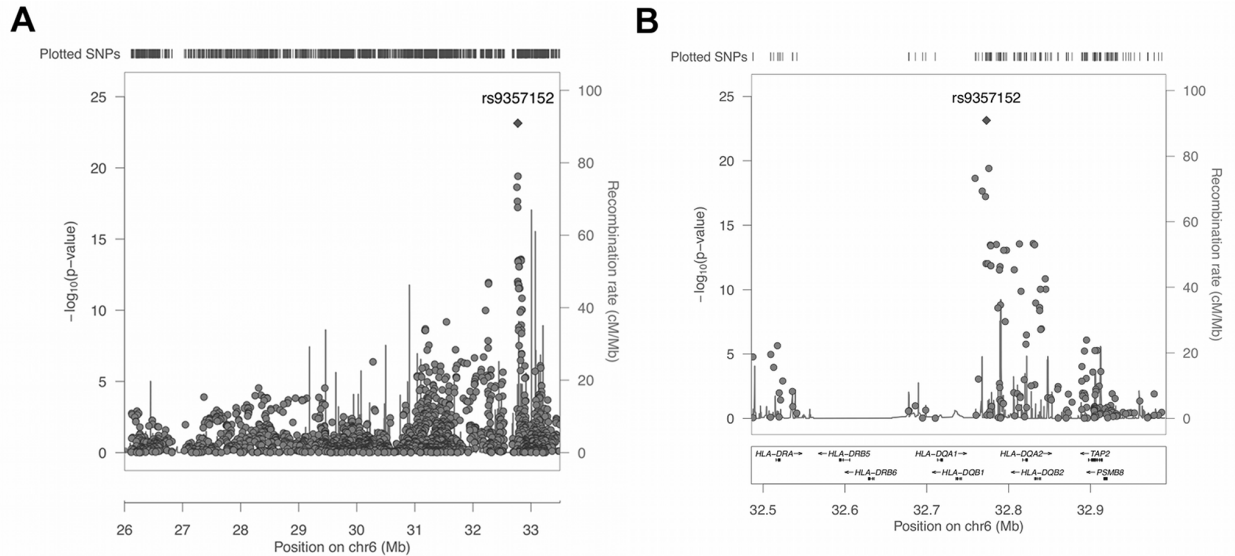 A
Plotted SNPs
rs9357152
25
20
15
10
5
0
−log10(p−value)
100
80
60
40
20
0
Recombination rate (cM/Mb)
26 27 28 29 30 31 32 33
Position on chr6 (Mb)
B
Plotted SNPs
rs9357152
25
20
15
10
5
0
−log10(p−value)
100
80
60
40
20
0
Recombination rate (cM/Mb)
HLA−DRA→ ←HLA−DRB5 HLA−DQA1→ HLA−DQA2→ ←TAP2
←HLA−DRB6 ←HLA−DQB1 ←HLA−DQB2 ←PSMB8
32.5 32.6 32.7 32.8 32.9
Position on chr6 (Mb)